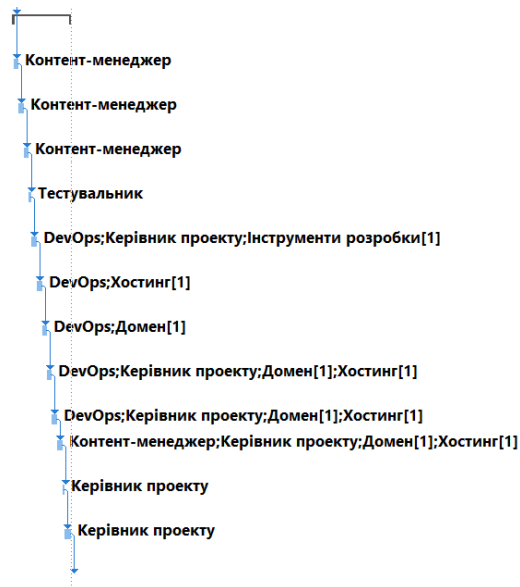 Контент-менеджер
Контент-менеджер
Контент-менеджер
Тестувальник
DevOps;Керівник проекту;Інструменти розробки[1]
DevOps;Хостинг[1]
DevOps;Домен[1]
DevOps;Керівник проекту;Домен[1];Хостинг[1]
DevOps;Керівник проекту;Домен[1];Хостинг[1]
Контент-менеджер;Керівник проекту;Домен[1];Хостинг[1]
Керівник проекту
Керівник проекту